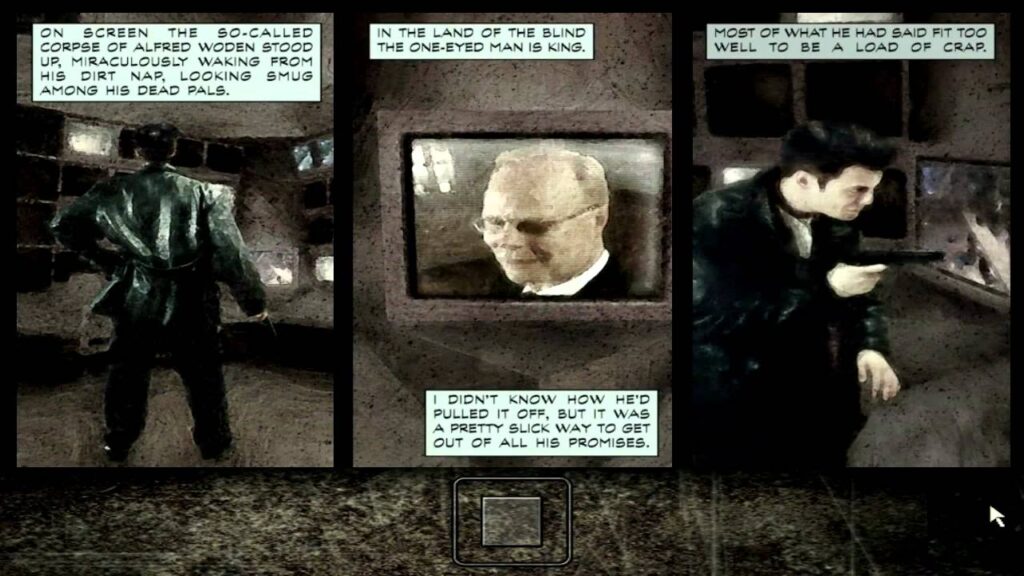 ON SCREEN THE SO-CALLED
CORPSE OF ALFRED WODEN STOOD
UP, MIRACULOUSLY WAKING FROM
HIS DIRT NAP, LOOKING SMUG
AMONG HIS DEAD PALS.
IN THE LAND OF THE BLIND
THE ONE-EYED MAN IS KING.
I DIDN'T KNOW HOW HE'D
PULLED IT OFF, BUT IT WAS
A PRETTY SLICK WAY TO GET
OUT OF ALL HIS PROMISES.
MOST OF WHAT HE HAD SAID FIT TOO
WELL TO BE A LOAD OF CRAP.